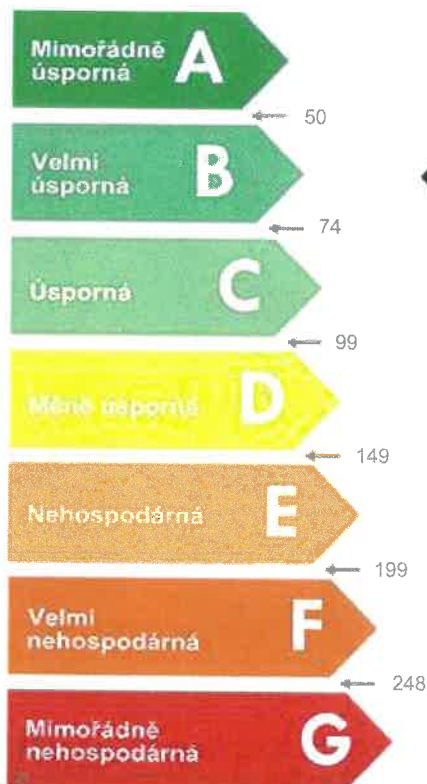 Mimořádně
úsporná
A
50
Velmi
úsporná
B
74
Úsporná
C
99
Méně úsporná
D
149
Nehospodárná
E
199
Velmi
nehospodárná
F
248
Mimořádně
nehospodárná
G